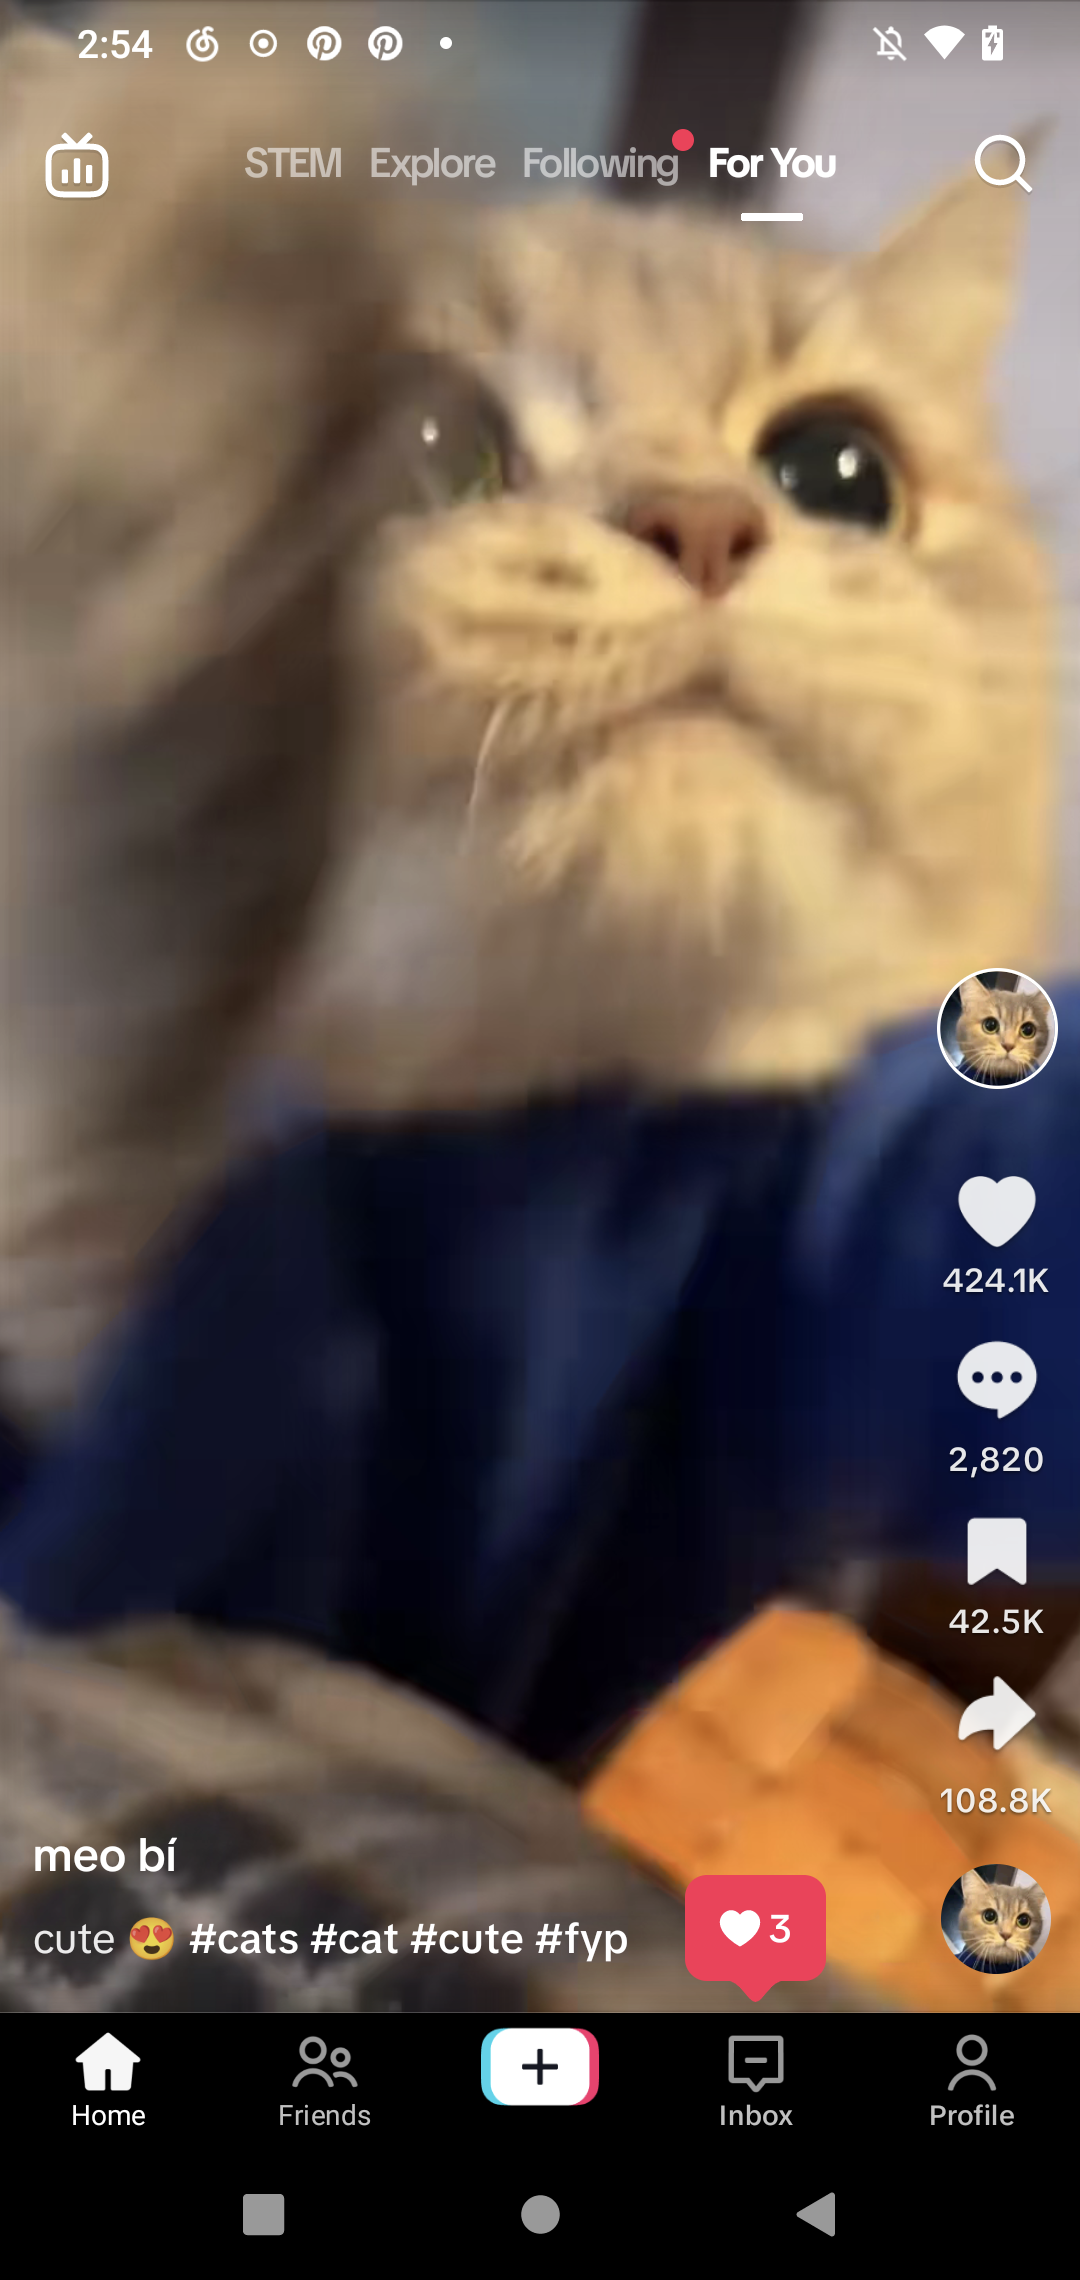 2:54
STEM Explore Following For You
424.1K
2,820
42.5K
108.8K
meo bí
cute 😍 #cats #cat #cute #fyp
3
Home Friends Inbox Profile